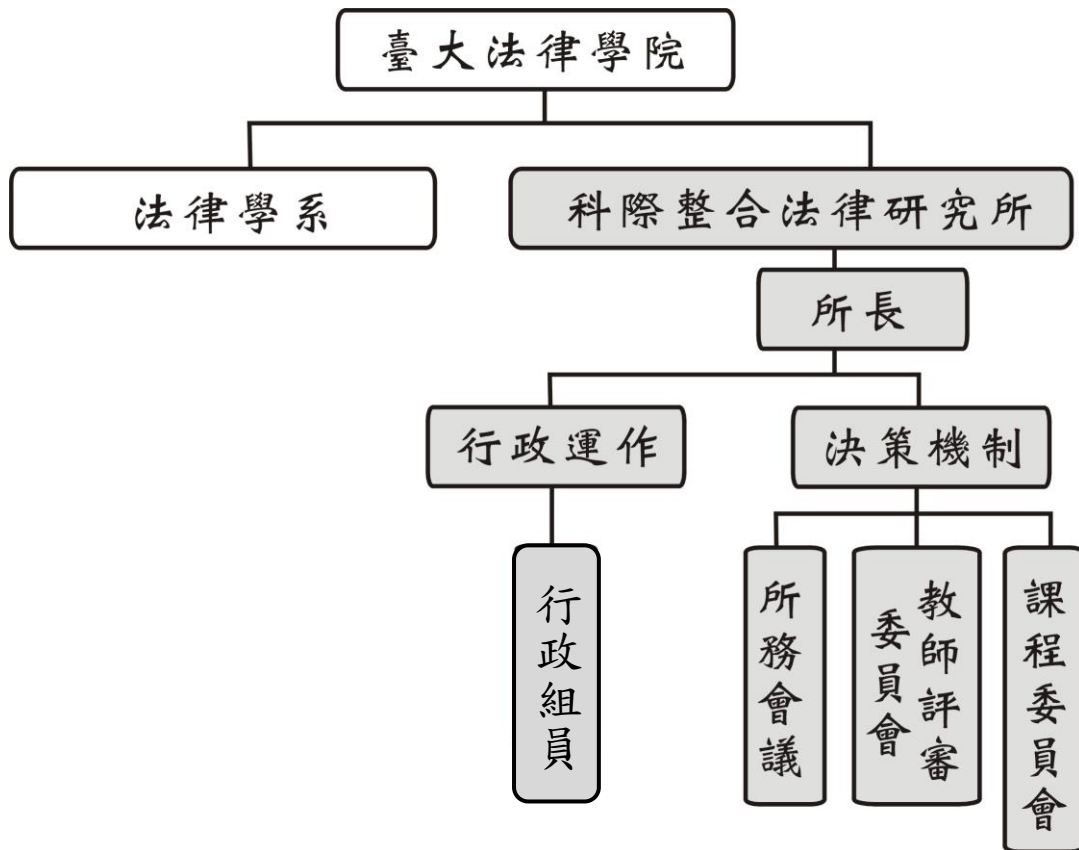 臺大法律學院
法律學系
科際整合法律研究所
所長
行政運作
決策機制
行政組員
所務會議
教師評審
委員會
課程委員會